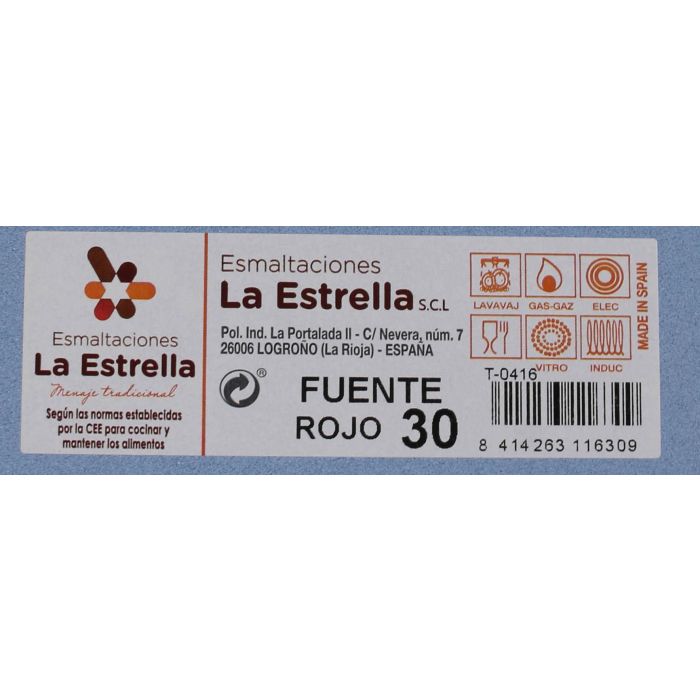 Esmaltaciones
La Estrella
Menaje tradicional
Según las normas establecidas
por la CEE para cocinar y
mantener los alimentos
Esmaltaciones
La Estrella S.C.L
Pol. Ind. La Portalada II - C/ Nevera, núm. 7
26006 LOGROÑO (La Rioja) - ESPAÑA
®
FUENTE
ROJO 30
LAVAVAJ GAS-GAZ ELEC
VITRO INDUC
MADE IN SPAIN
T-0416
8 414263 116309